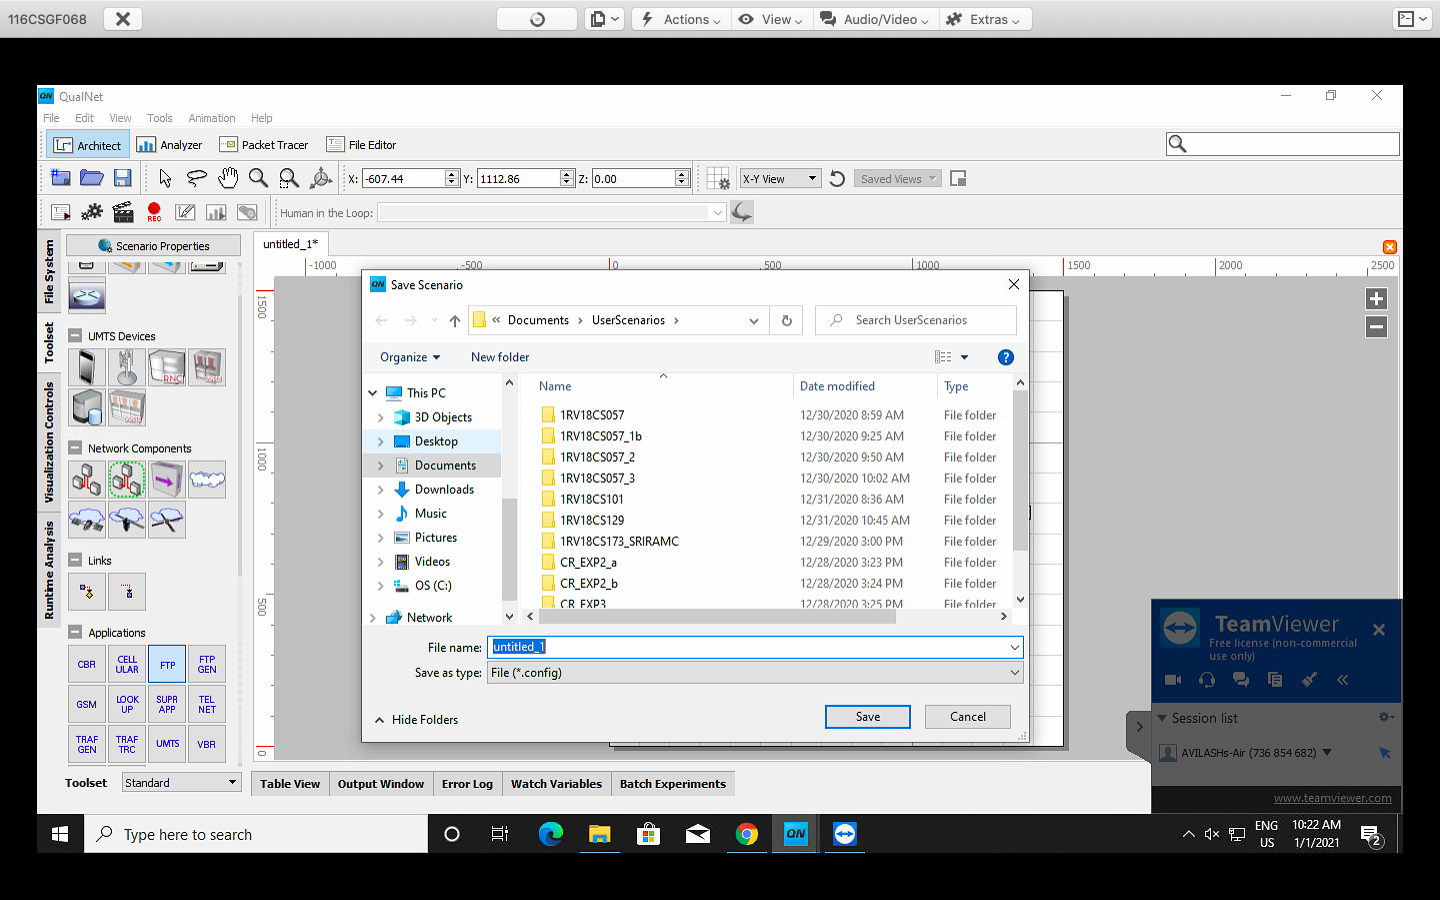 116CSGF068
Actions
View
Audio/Video
Extras
QN QualNet
File Edit View Tools Animation Help
Architect Analyzer Packet Tracer File Editor
X: -607.44 Y: 1112.86 Z: 0.00 X-Y View Saved Views
REC Human in the Loop:
Scenario Properties
untitled_1*
-1000 -500 0 500 1000 1500 2000 2500
1500
1000
500
0
File System
Toolset
Visualization Controls
Runtime Analysis
UMTS Devices
RNC
Network Components
Links
Applications
CBR CELL ULAR FTP FTP GEN
GSM LOOK UP SUPR APP TEL NET
TRAF GEN TRAF TRC UMTS VBR
Toolset Standard
Table View Output Window Error Log Watch Variables Batch Experiments
QN Save Scenario
« Documents › UserScenarios ›
Search UserScenarios
Organize New folder
This PC
3D Objects
Desktop
Documents
Downloads
Music
Pictures
Videos
OS (C:)
Network
Name Date modified Type
1RV18CS057 12/30/2020 8:59 AM File folder
1RV18CS057_1b 12/30/2020 9:25 AM File folder
1RV18CS057_2 12/30/2020 9:50 AM File folder
1RV18CS057_3 12/30/2020 10:02 AM File folder
1RV18CS101 12/31/2020 8:36 AM File folder
1RV18CS129 12/31/2020 10:45 AM File folder
1RV18CS173_SRIRAMC 12/29/2020 3:00 PM File folder
CR_EXP2_a 12/28/2020 3:23 PM File folder
CR_EXP2_b 12/28/2020 3:24 PM File folder
CR_EXP3 12/28/2020 3:25 PM File folder
File name: untitled_1
Save as type: File (*.config)
Hide Folders
Save Cancel
TeamViewer
Free license (non-commercial
use only)
Session list
AVILASHs-Air (736 854 682)
www.teamviewer.com
Type here to search
QN
ENG
US
10:22 AM
1/1/2021
2